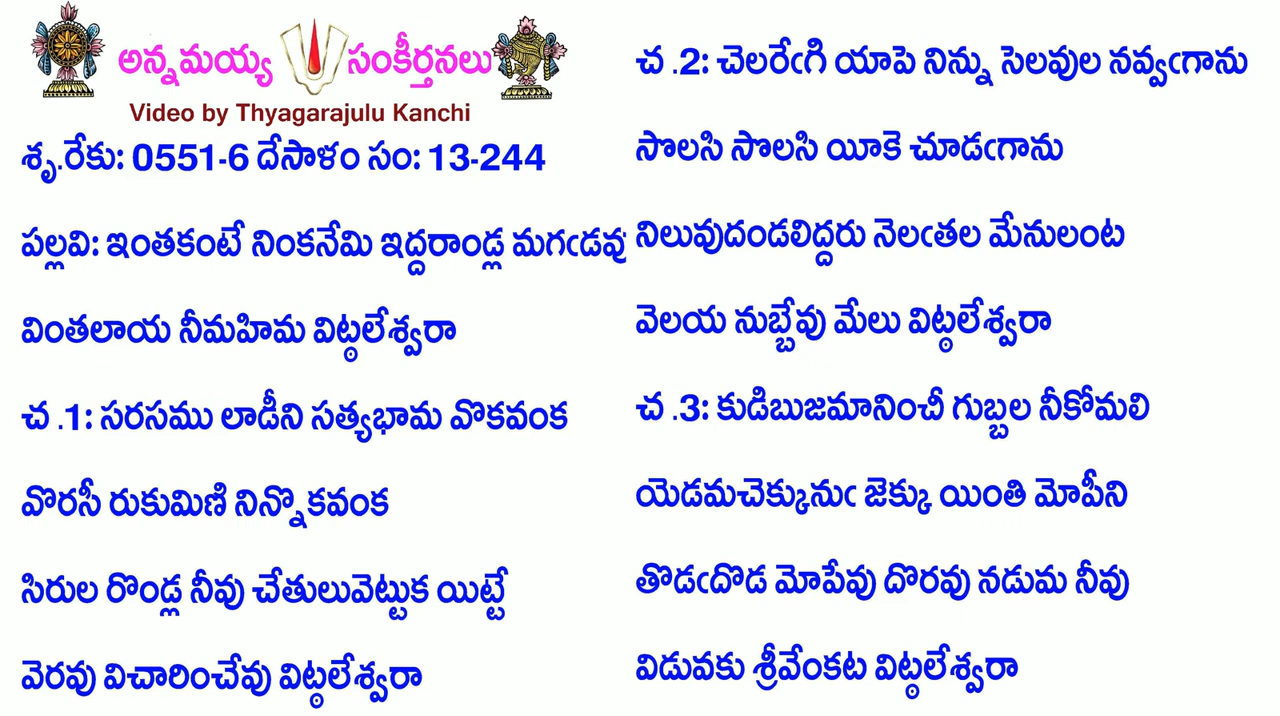 అన్నమయ్య సంకీర్తనలు
Video by Thyagarajulu Kanchi
శృ.రేకు: 0551-6 దేసాళం సం: 13-244
పల్లవి: ఇంతకంటే నింకనేమి ఇద్దరాండ్ల మగఁడవు
వింతలాయ నీమహిమ విట్ఠలేశ్వరా
చ .1: సరసము లాడీని సత్యభామ వొకవంక
వొరసీ రుకుమిణి నిన్నొకవంక
సిరుల రొండ్ల నీవు చేతులువెట్టుక యిట్టే
వెరవు విచారించేవు విట్ఠలేశ్వరా
చ .2: చెలరేఁగి యాపె నిన్ను సెలవుల నవ్వఁగాను
సొలసి సొలసి యీకె చూడఁగాను
నిలువుదండలిద్దరు నెలఁతల మేనులంట
వెలయ నుబ్బేవు మేలు విట్ఠలేశ్వరా
చ .3: కుడిబుజమానించీ గుబ్బల నీకోమలి
యెడమచెక్కునుఁ జెక్కు యింతి మోపీని
తొడఁదొడ మోపేవు దొరవు నడుమ నీవు
విడువకు శ్రీవేంకట విట్ఠలేశ్వరా